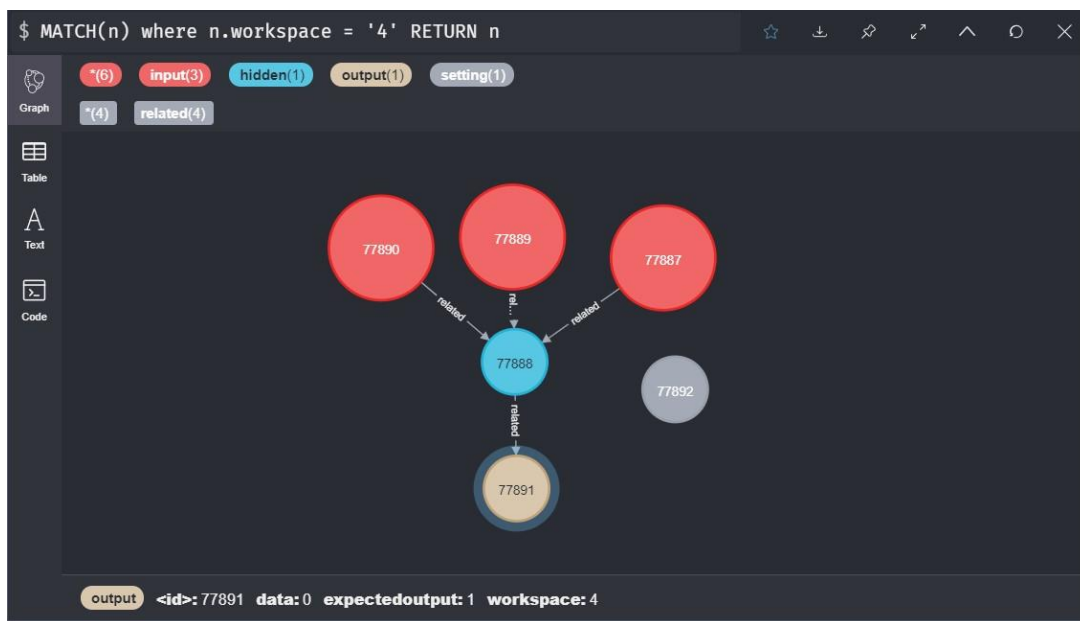 $ MATCH(n) where n.workspace = '4' RETURN n
*(6) input(3) hidden(1) output(1) setting(1)
Graph
*(4) related(4)
Table
Text
Code
77890
77889
77887
related
rel...
related
77888
77892
related
77891
output <id>: 77891 data: 0 expectedoutput: 1 workspace: 4